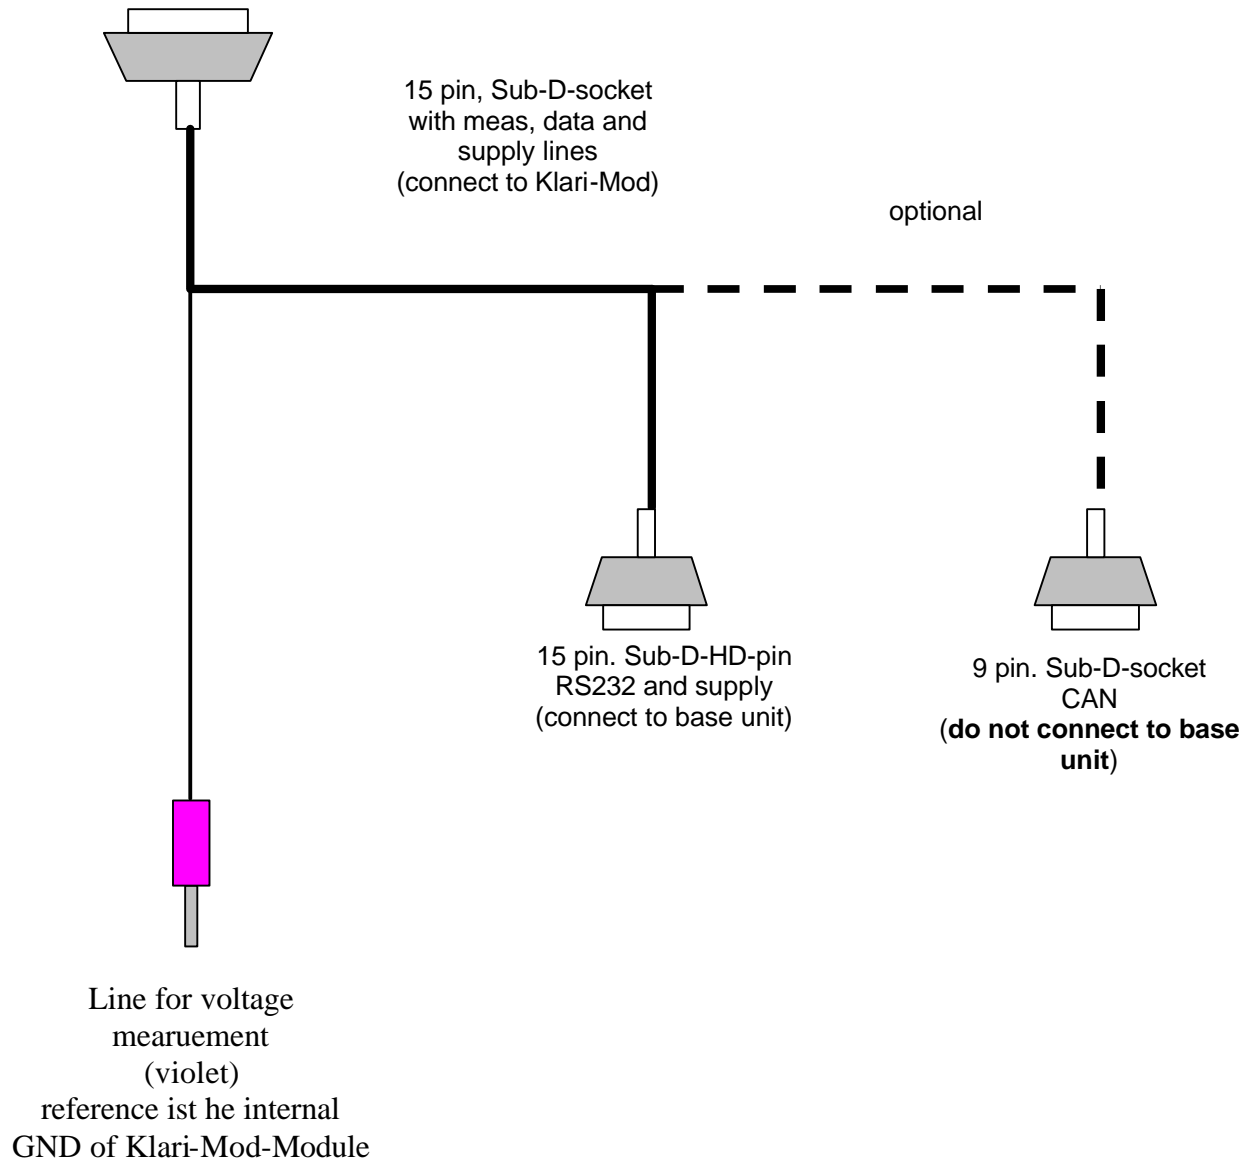 15 pin, Sub-D-socket
with meas, data and
supply lines
(connect to Klari-Mod)
optional
15 pin. Sub-D-HD-pin
RS232 and supply
(connect to base unit)
9 pin. Sub-D-socket
CAN
(do not connect to base
unit)
Line for voltage
mearuement
(violet)
reference ist he internal
GND of Klari-Mod-Module